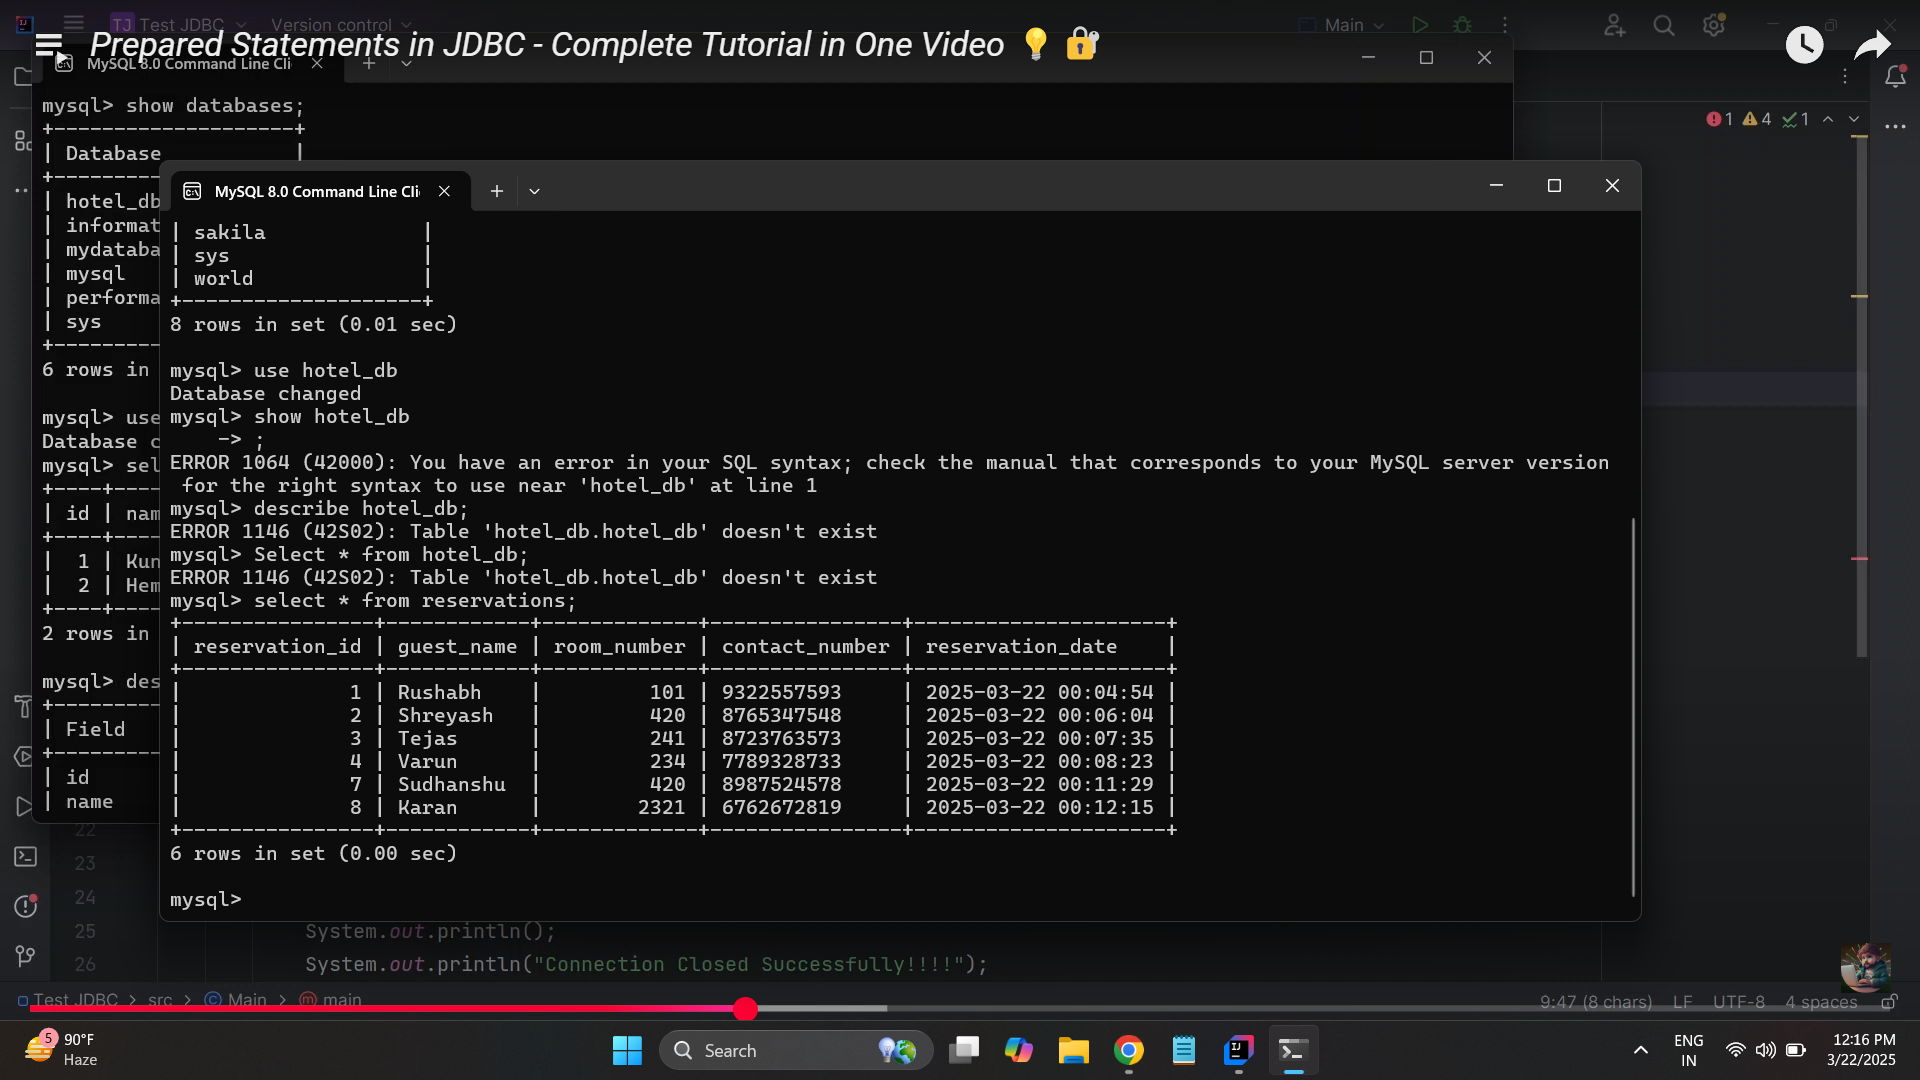 TJ Test JDBC Version control Main
Prepared Statements in JDBC - Complete Tutorial in One Video
MySQL 8.0 Command Line Cli
mysql> show databases;
+--------------------+
| Database |
| hotel_db
| informat
| mydataba
| mysql
| performa
| sys
6 rows in
mysql> use
Database c
mysql> sel
| id | nam
| 1 | Kun
| 2 | Hem
2 rows in
mysql> des
| Field
| id
| name
1 4 1
MySQL 8.0 Command Line Cli
| sakila |
| sys |
| world |
+--------------------+
8 rows in set (0.01 sec)
mysql> use hotel_db
Database changed
mysql> show hotel_db
-> ;
ERROR 1064 (42000): You have an error in your SQL syntax; check the manual that corresponds to your MySQL server version
for the right syntax to use near 'hotel_db' at line 1
mysql> describe hotel_db;
ERROR 1146 (42S02): Table 'hotel_db.hotel_db' doesn't exist
mysql> Select * from hotel_db;
ERROR 1146 (42S02): Table 'hotel_db.hotel_db' doesn't exist
mysql> select * from reservations;
+----------------+------------+-------------+----------------+---------------------+
| reservation_id | guest_name | room_number | contact_number | reservation_date |
+----------------+------------+-------------+----------------+---------------------+
| 1 | Rushabh | 101 | 9322557593 | 2025-03-22 00:04:54 |
| 2 | Shreyash | 420 | 8765347548 | 2025-03-22 00:06:04 |
| 3 | Tejas | 241 | 8723763573 | 2025-03-22 00:07:35 |
| 4 | Varun | 234 | 7789328733 | 2025-03-22 00:08:23 |
| 7 | Sudhanshu | 420 | 8987524578 | 2025-03-22 00:11:29 |
| 8 | Karan | 2321 | 6762672819 | 2025-03-22 00:12:15 |
+----------------+------------+-------------+----------------+---------------------+
6 rows in set (0.00 sec)
mysql>
22
23
24
25 System.out.println();
26 System.out.println("Connection Closed Successfully!!!!");
Test JDBC > src > Main > main
9:47 (8 chars) LF UTF-8 4 spaces
5
90°F
Haze
Search
ENG
IN
12:16 PM
3/22/2025